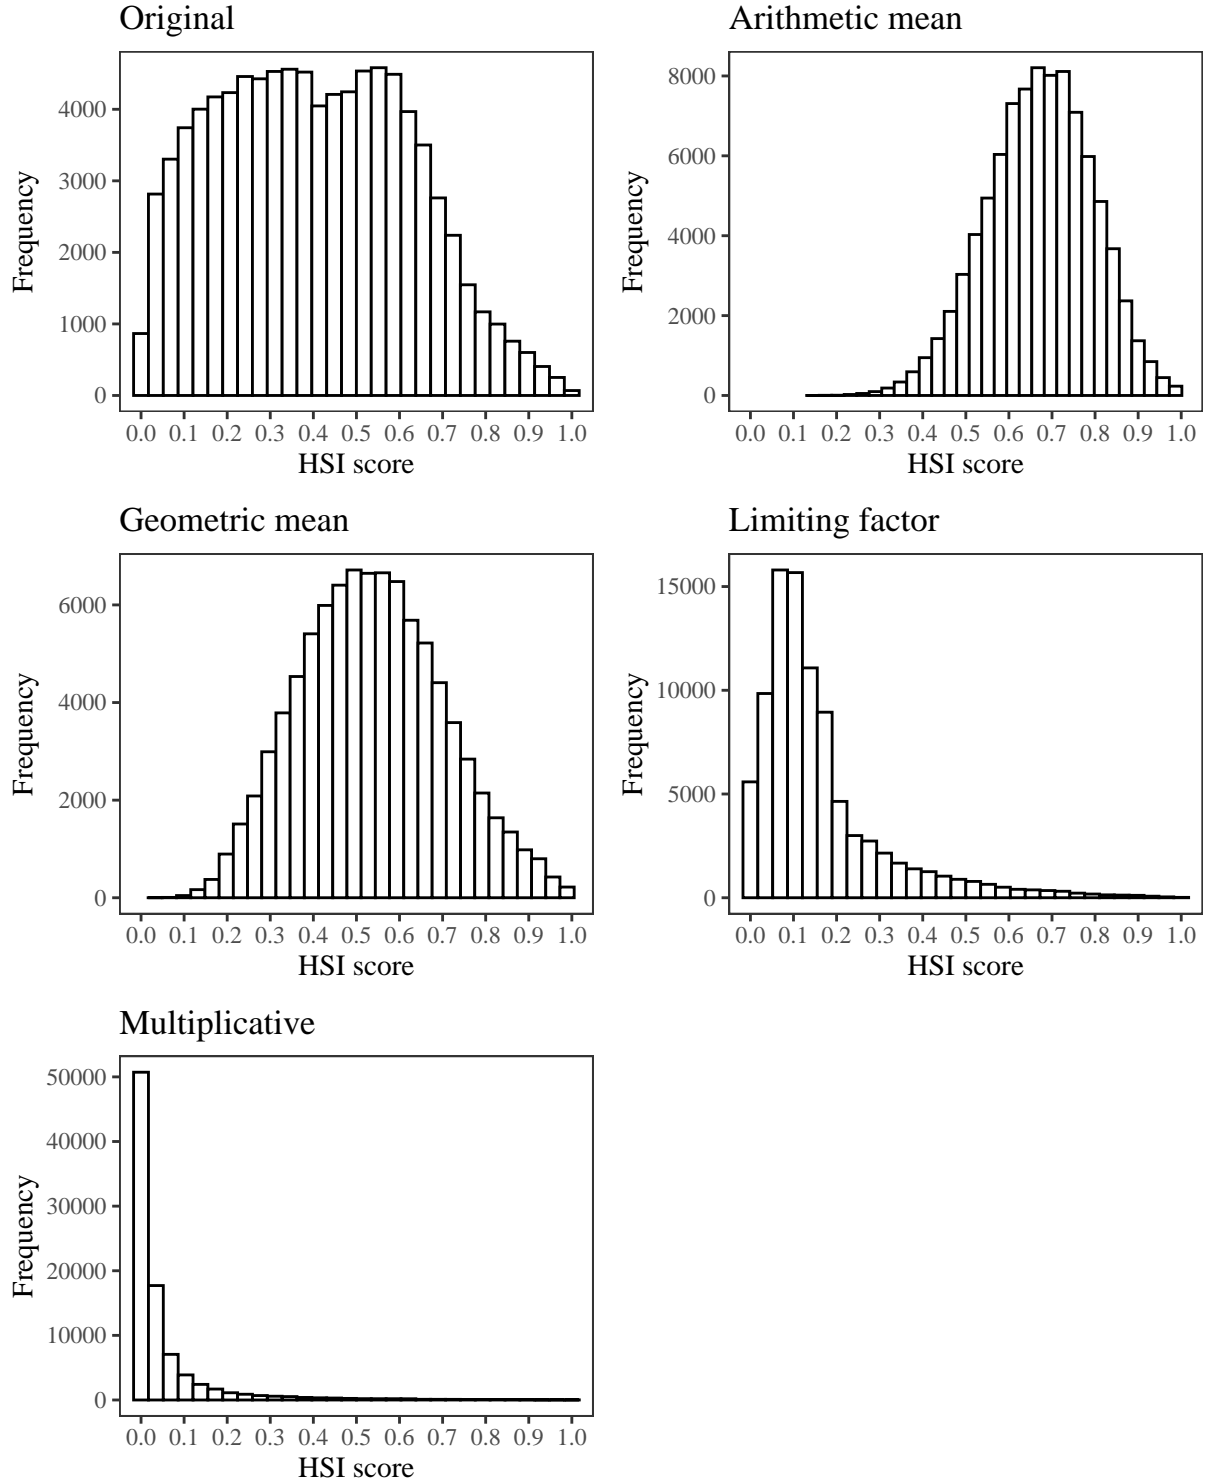 Original
4000
3000
2000
1000
0
Frequency
0.0 0.1 0.2 0.3 0.4 0.5 0.6 0.7 0.8 0.9 1.0
HSI score
Arithmetic mean
8000
6000
4000
2000
0
Frequency
0.0 0.1 0.2 0.3 0.4 0.5 0.6 0.7 0.8 0.9 1.0
HSI score
Geometric mean
6000
4000
2000
0
Frequency
0.0 0.1 0.2 0.3 0.4 0.5 0.6 0.7 0.8 0.9 1.0
HSI score
Limiting factor
15000
10000
5000
0
Frequency
0.0 0.1 0.2 0.3 0.4 0.5 0.6 0.7 0.8 0.9 1.0
HSI score
Multiplicative
50000
40000
30000
20000
10000
0
Frequency
0.0 0.1 0.2 0.3 0.4 0.5 0.6 0.7 0.8 0.9 1.0
HSI score